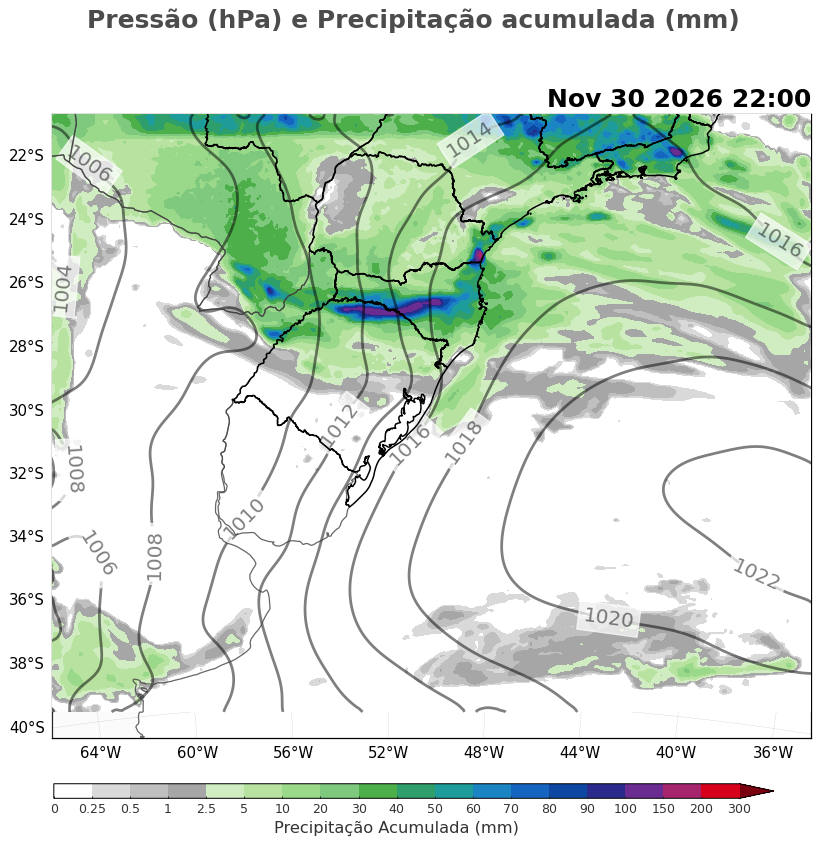 Pressão (hPa) e Precipitação acumulada (mm)
Nov 30 2026 22:00
22°S
24°S
26°S
28°S
30°S
32°S
34°S
36°S
38°S
40°S
1006
1014
1016
1004
1012
1016
1018
1008
1010
1006
1008
1022
1020
64°W 60°W 56°W 52°W 48°W 44°W 40°W 36°W
0 0.25 0.5 1 2.5 5 10 20 30 40 50 60 70 80 90 100 150 200 300
Precipitação Acumulada (mm)